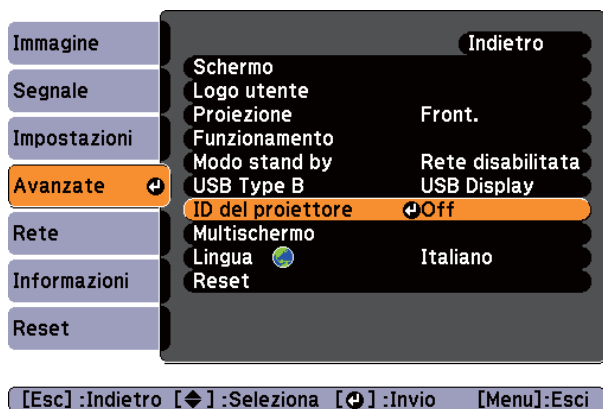 Immagine
Segnale
Impostazioni
Avanzate
Rete
Informazioni
Reset
Indietro
Schermo
Logo utente
Proiezione Front.
Funzionamento
Modo stand by Rete disabilitata
USB Type B USB Display
ID del proiettore Off
Multischermo
Lingua Italiano
Reset
[Esc] :Indietro [◆] :Seleziona [↵] :Invio [Menu]:Esci